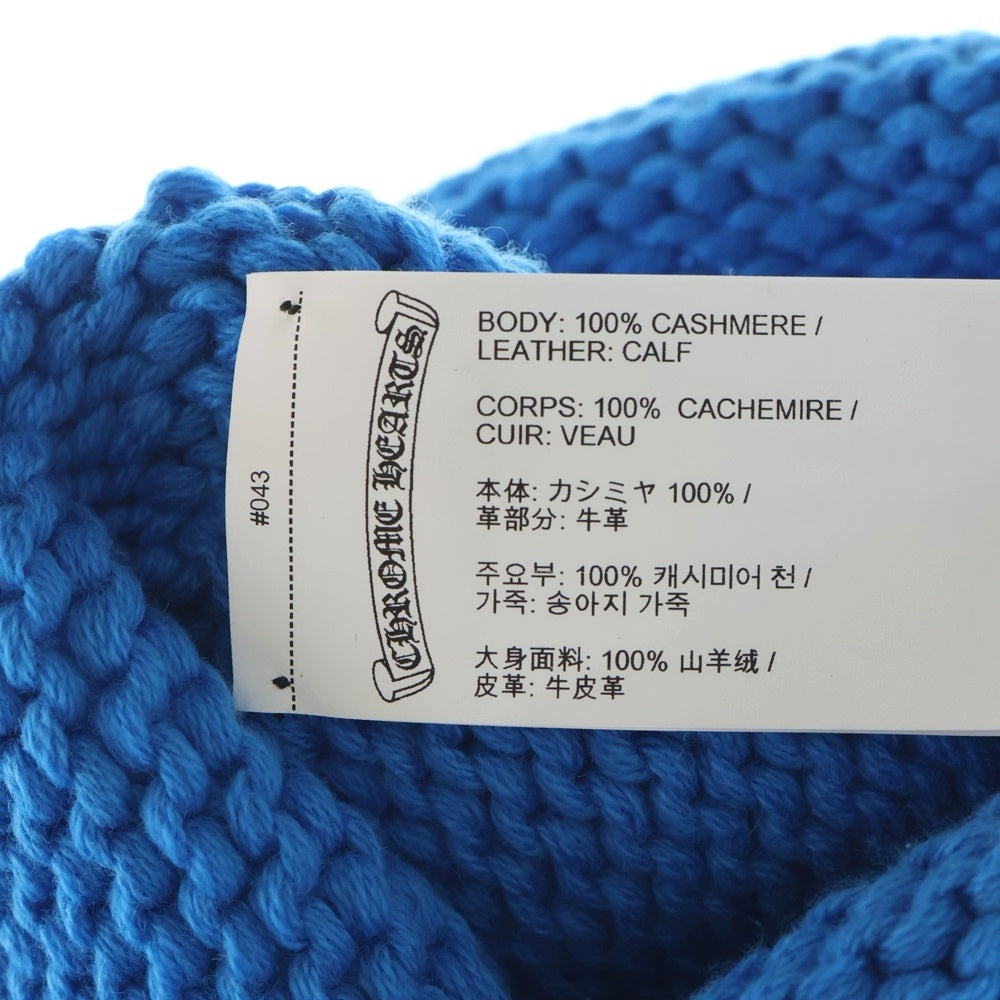 #043
CHROME HEARTS
BODY: 100% CASHMERE /
LEATHER: CALF
CORPS: 100% CACHEMIRE /
CUIR: VEAU
本体: カシミヤ 100% /
革部分: 牛革
주요부: 100% 캐시미어 천 /
가죽: 송아지 가죽
大身面料: 100% 山羊绒 /
皮革: 牛皮革